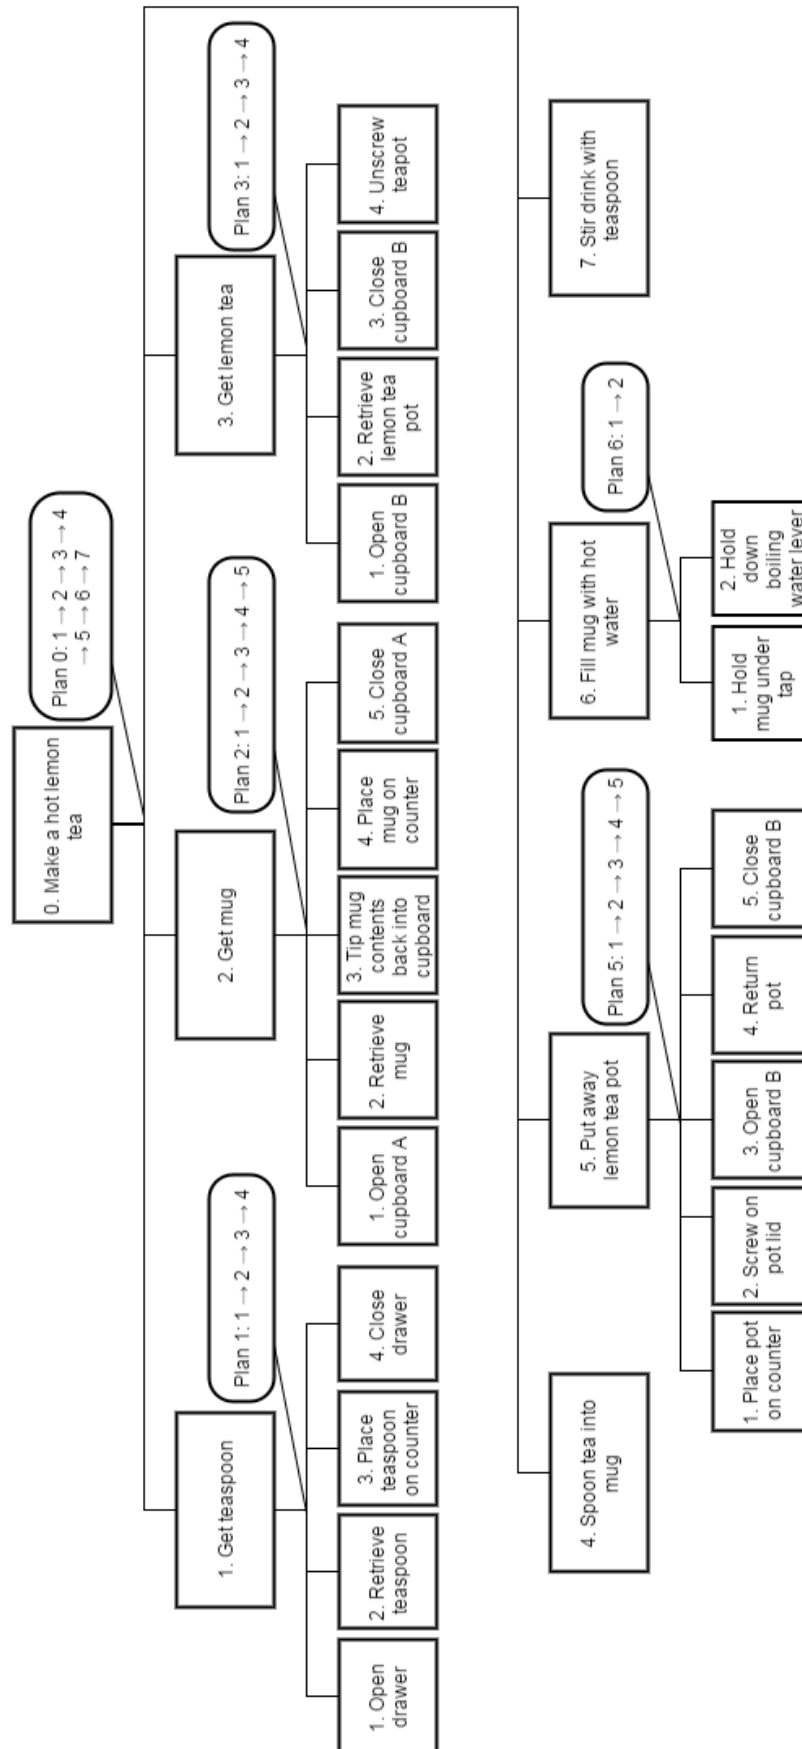 0. Make a hot lemon
tea
Plan 0: 1 → 2 → 3 → 4
→ 5 → 6 → 7
1. Get teaspoon
Plan 1: 1 → 2 → 3 → 4
1. Open
drawer
2. Retrieve
teaspoon
3. Place
teaspoon
on counter
4. Close
drawer
2. Get mug
Plan 2: 1 → 2 → 3 → 4 → 5
1. Open
cupboard A
2. Retrieve
mug
3. Tip mug
contents
back into
cupboard
4. Place
mug on
counter
5. Close
cupboard A
3. Get lemon tea
Plan 3: 1 → 2 → 3 → 4
1. Open
cupboard B
2. Retrieve
lemon tea
pot
3. Close
cupboard B
4. Unscrew
teapot
4. Spoon tea into
mug
5. Put away
lemon tea pot
Plan 5: 1 → 2 → 3 → 4 → 5
1. Place pot
on counter
2. Screw on
pot lid
3. Open
cupboard B
4. Return
pot
5. Close
cupboard B
6. Fill mug with hot
water
Plan 6: 1 → 2
1. Hold
mug under
tap
2. Hold
down
boiling
water lever
7. Stir drink with
teaspoon